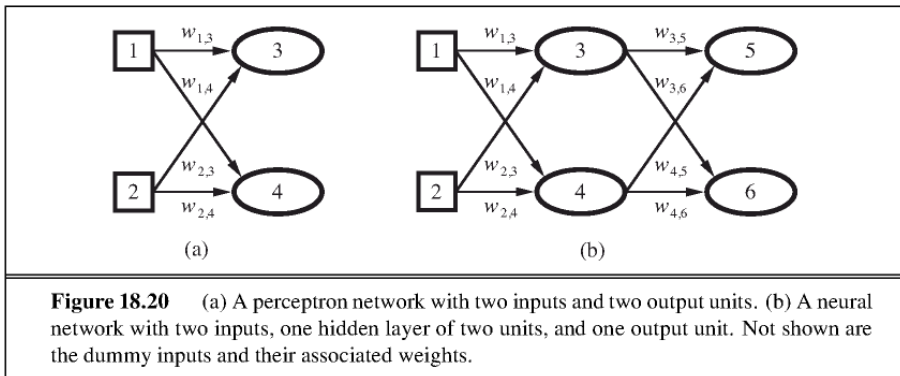 1 w1,3 3
w1,4
w2,3
2 w2,4 4
(a)
1 w1,3 3 w3,5 5
w1,4 w3,6
w2,3 w4,5
2 w2,4 4 w4,6 6
(b)
Figure 18.20 (a) A perceptron network with two inputs and two output units. (b) A neural
network with two inputs, one hidden layer of two units, and one output unit. Not shown are
the dummy inputs and their associated weights.